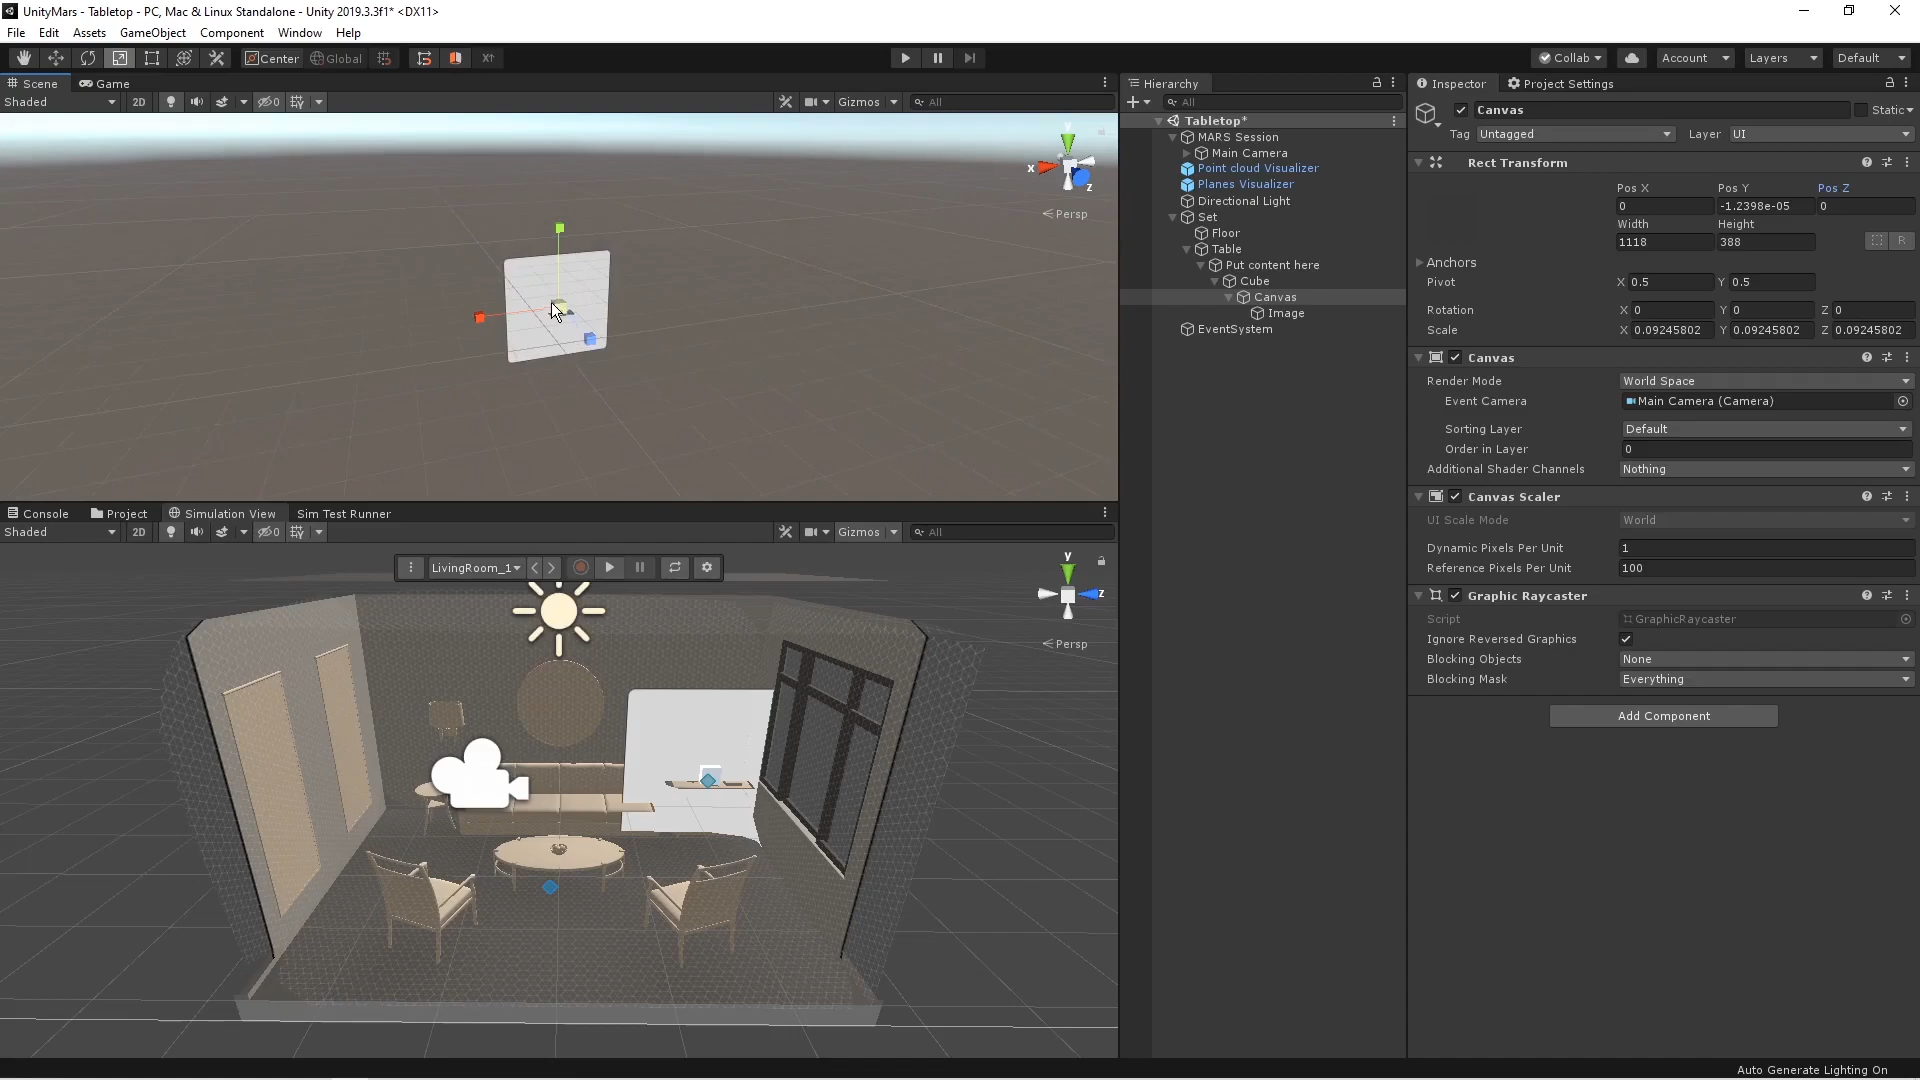 UnityMars - Tabletop - PC, Mac & Linux Standalone - Unity 2019.3.3f1* <DX11>
File Edit Assets GameObject Component Window Help
Center Global Collab Account Layers Default
Scene Game
Shaded 2D 0 Gizmos All
y x z
Persp
Console Project Simulation View Sim Test Runner
Shaded 2D 0 Gizmos All
LivingRoom_1
y z
Persp
Hierarchy
All
Tabletop*
MARS Session
Main Camera
Point cloud Visualizer
Planes Visualizer
Directional Light
Set
Floor
Table
Put content here
Cube
Canvas
Image
EventSystem
Inspector Project Settings
Canvas Static
Tag Untagged Layer UI
Rect Transform
Pos X Pos Y Pos Z
0 -1.2398e-05 0
Width Height
1118 388 R
Anchors
Pivot X 0.5 Y 0.5
Rotation X 0 Y 0 Z 0
Scale X 0.09245802 Y 0.09245802 Z 0.09245802
Canvas
Render Mode World Space
Event Camera Main Camera (Camera)
Sorting Layer Default
Order in Layer 0
Additional Shader Channels Nothing
Canvas Scaler
UI Scale Mode World
Dynamic Pixels Per Unit 1
Reference Pixels Per Unit 100
Graphic Raycaster
Script GraphicRaycaster
Ignore Reversed Graphics
Blocking Objects None
Blocking Mask Everything
Add Component
Auto Generate Lighting On